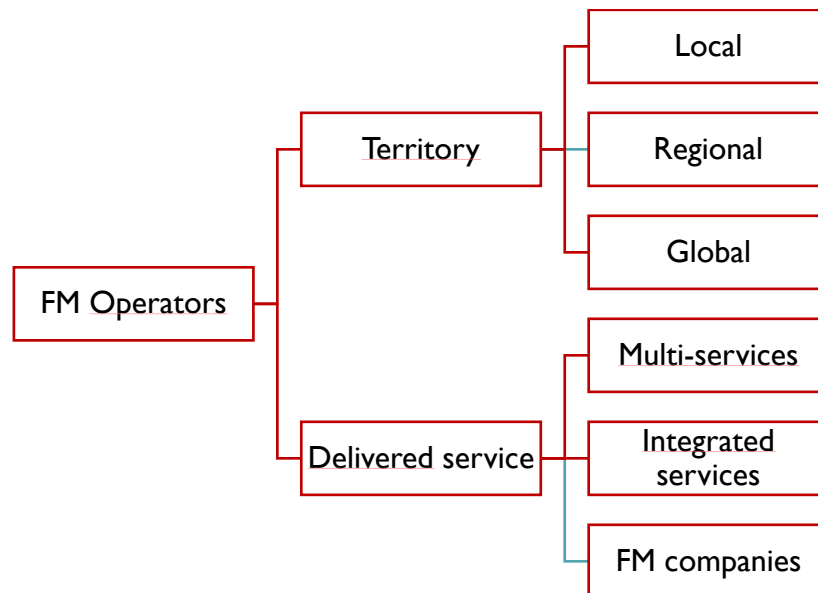 FM Operators
Territory
Local
Regional
Global
Delivered service
Multi-services
Integrated
services
FM companies